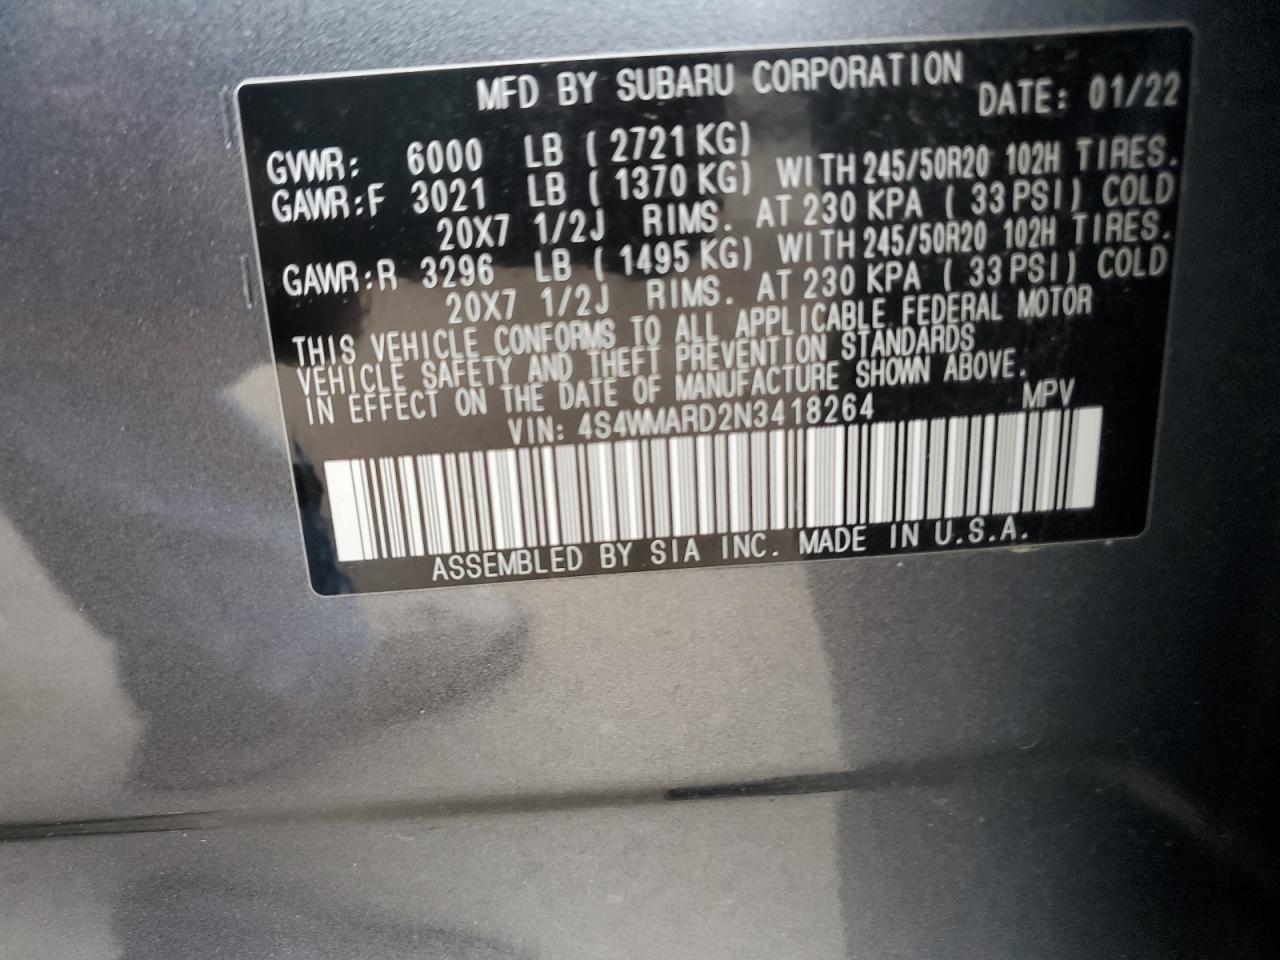 MFD BY SUBARU CORPORATION DATE: 01/22
GVWR: 6000 LB ( 2721 KG)
GAWR:F 3021 LB ( 1370 KG) WITH 245/50R20 102H TIRES.
20X7 1/2J RIMS. AT 230 KPA ( 33 PSI) COLD
GAWR:R 3296 LB ( 1495 KG) WITH 245/50R20 102H TIRES.
20X7 1/2J RIMS. AT 230 KPA ( 33 PSI) COLD
THIS VEHICLE CONFORMS TO ALL APPLICABLE FEDERAL MOTOR
VEHICLE SAFETY AND THEFT PREVENTION STANDARDS
IN EFFECT ON THE DATE OF MANUFACTURE SHOWN ABOVE.
VIN: 4S4WMARD2N3418264 MPV
ASSEMBLED BY SIA INC. MADE IN U.S.A.